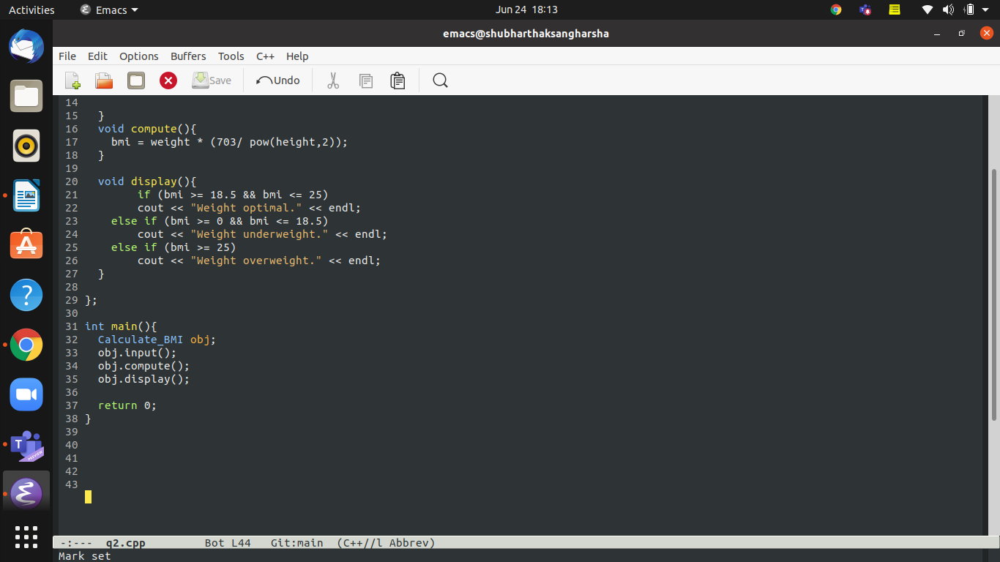 Activities Emacs Jun 24 18:13
emacs@shubharthaksangharsha
File Edit Options Buffers Tools C++ Help
Save Undo
14
15   }
16   void compute(){
17     bmi = weight * (703/ pow(height,2));
18   }
19
20   void display(){
21         if (bmi >= 18.5 && bmi <= 25)
22         cout << "Weight optimal." << endl;
23     else if (bmi >= 0 && bmi <= 18.5)
24         cout << "Weight underweight." << endl;
25     else if (bmi >= 25)
26         cout << "Weight overweight." << endl;
27   }
28
29 };
30
31 int main(){
32   Calculate_BMI obj;
33   obj.input();
34   obj.compute();
35   obj.display();
36
37   return 0;
38 }
39
40
41
42
43
-:--- q2.cpp Bot L44 Git:main (C++//l Abbrev)
Mark set